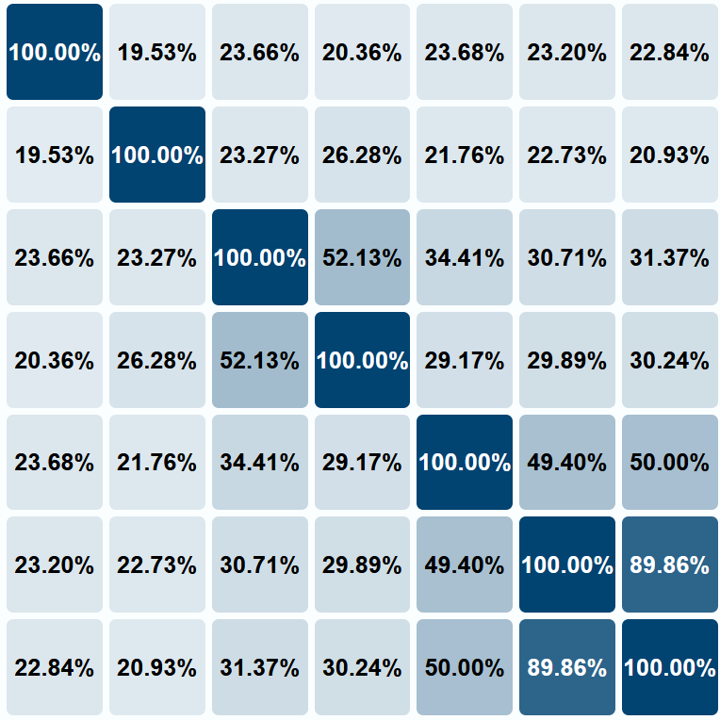 100.00% 19.53% 23.66% 20.36% 23.68% 23.20% 22.84%
19.53% 100.00% 23.27% 26.28% 21.76% 22.73% 20.93%
23.66% 23.27% 100.00% 52.13% 34.41% 30.71% 31.37%
20.36% 26.28% 52.13% 100.00% 29.17% 29.89% 30.24%
23.68% 21.76% 34.41% 29.17% 100.00% 49.40% 50.00%
23.20% 22.73% 30.71% 29.89% 49.40% 100.00% 89.86%
22.84% 20.93% 31.37% 30.24% 50.00% 89.86% 100.00%